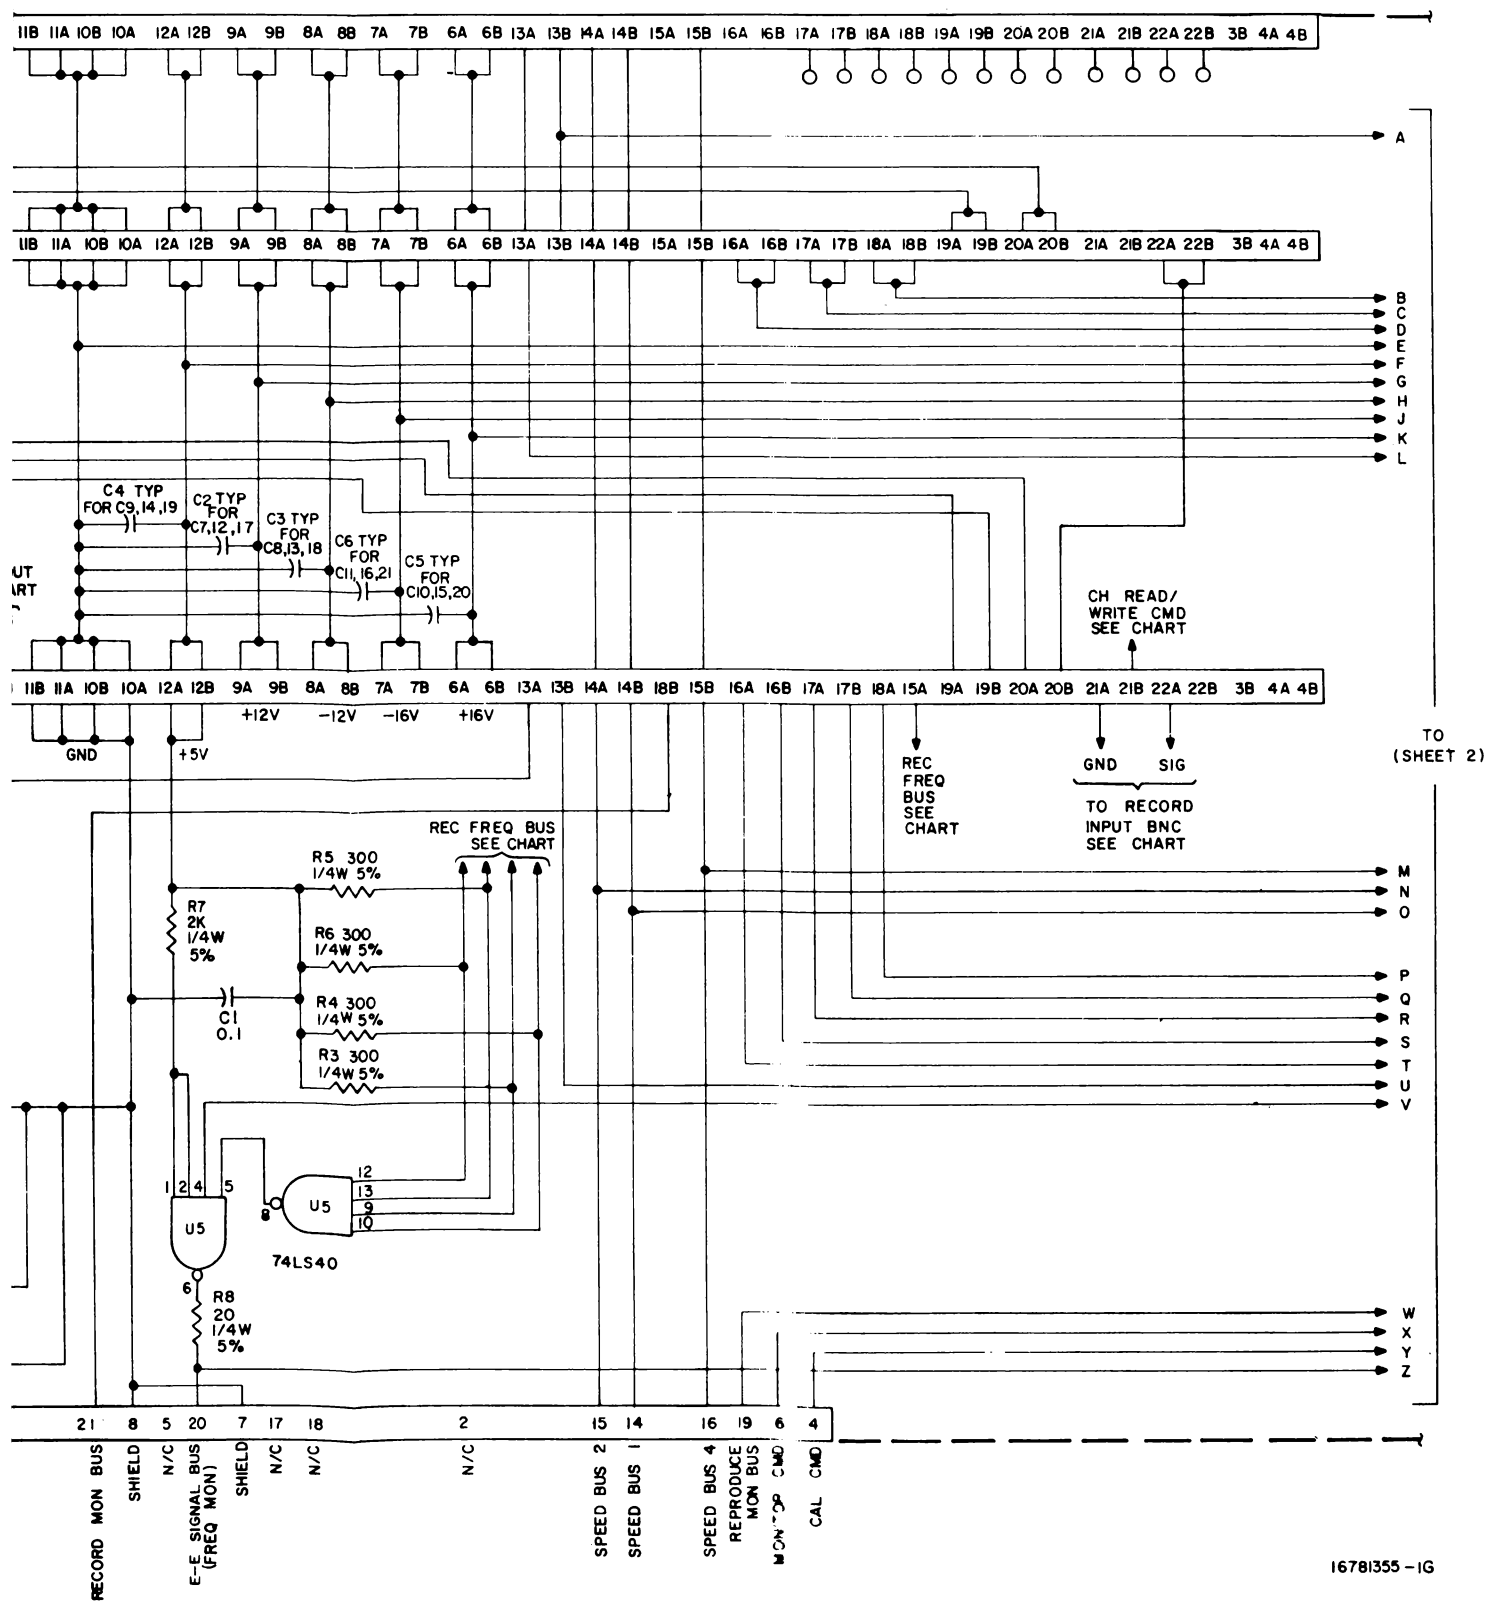 11B 11A 10B 10A 12A 12B 9A 9B 8A 8B 7A 7B 6A 6B 13A 13B 14A 14B 15A 15B 16A 16B 17A 17B 18A 18B 19A 19B 20A 20B 21A 21B 22A 22B 3B 4A 4B
A
11B 11A 10B 10A 12A 12B 9A 9B 8A 8B 7A 7B 6A 6B 13A 13B 14A 14B 15A 15B 16A 16B 17A 17B 18A 18B 19A 19B 20A 20B 21A 21B 22A 22B 3B 4A 4B
B
C
D
E
F
G
H
J
K
L
C4 TYP
FOR C9,14,19
C2 TYP
FOR
C7,12,17
C3 TYP
FOR
C8,13,18
C6 TYP
FOR
C11,16,21
C5 TYP
FOR
C10,15,20
CH READ/
WRITE CMD
SEE CHART
11B 11A 10B 10A 12A 12B 9A 9B 8A 8B 7A 7B 6A 6B 13A 13B 14A 14B 18B 15B 16A 16B 17A 17B 18A 15A 19A 19B 20A 20B 21A 21B 22A 22B 3B 4A 4B
GND
+5V
+12V
-12V
-16V
+16V
REC
FREQ
BUS
SEE
CHART
GND SIG
TO RECORD
INPUT BNC
SEE CHART
TO
(SHEET 2)
REC FREQ BUS
SEE CHART
R5 300
1/4W 5%
R7
2K
1/4W
5%
R6 300
1/4W 5%
C1
0.1
R4 300
1/4W 5%
R3 300
1/4W 5%
M
N
O
P
Q
R
S
T
U
V
1 2 4 5
U5
6
8
U5
12
13
9
10
74LS40
R8
20
1/4W
5%
W
X
Y
Z
21 8 5 20 7 17 18 2 15 14 16 19 6 4
RECORD MON BUS
SHIELD
N/C
E-E SIGNAL BUS
(FREQ MON)
SHIELD
N/C
N/C
N/C
SPEED BUS 2
SPEED BUS 1
SPEED BUS 4
REPRODUCE
MON BUS
MONITOR CMD
CAL CMD
16781355-1G